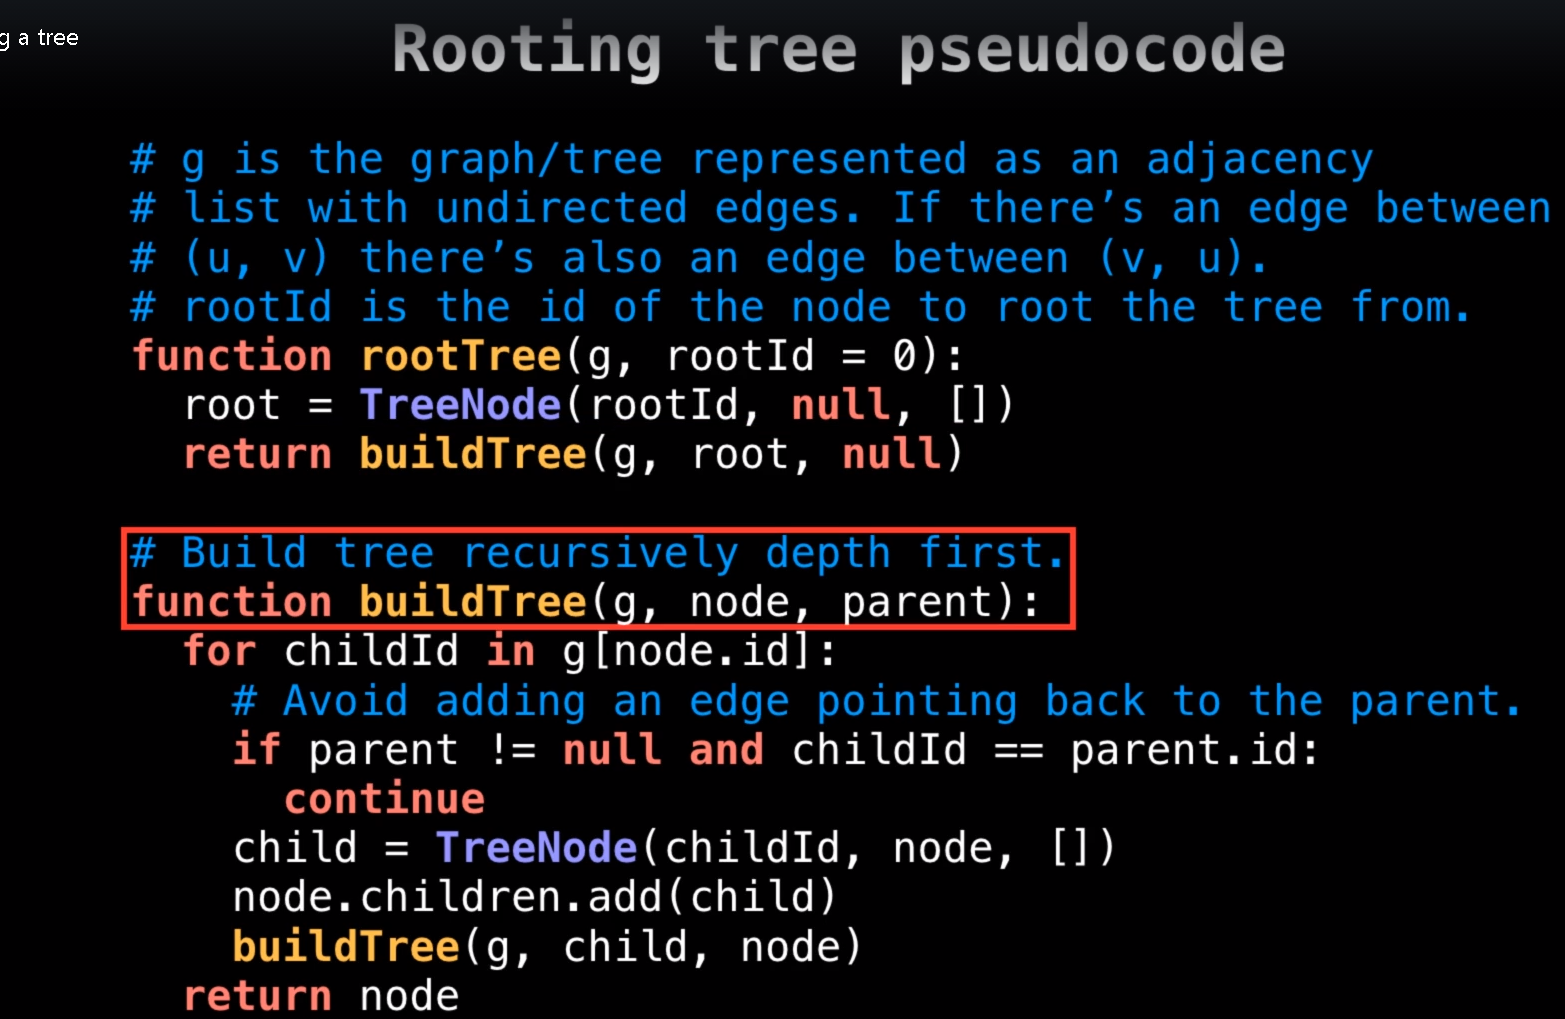 g a tree
Rooting tree pseudocode
# g is the graph/tree represented as an adjacency
# list with undirected edges. If there’s an edge between
# (u, v) there’s also an edge between (v, u).
# rootId is the id of the node to root the tree from.
function rootTree(g, rootId = 0):
  root = TreeNode(rootId, null, [])
  return buildTree(g, root, null)
# Build tree recursively depth first.
function buildTree(g, node, parent):
  for childId in g[node.id]:
    # Avoid adding an edge pointing back to the parent.
    if parent != null and childId == parent.id:
      continue
    child = TreeNode(childId, node, [])
    node.children.add(child)
    buildTree(g, child, node)
  return node